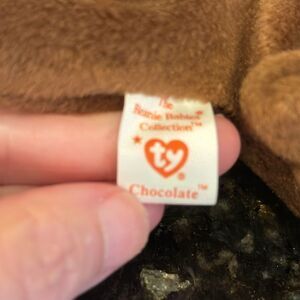 The
Beanie Babies™
Collection™
ty®
Chocolate™